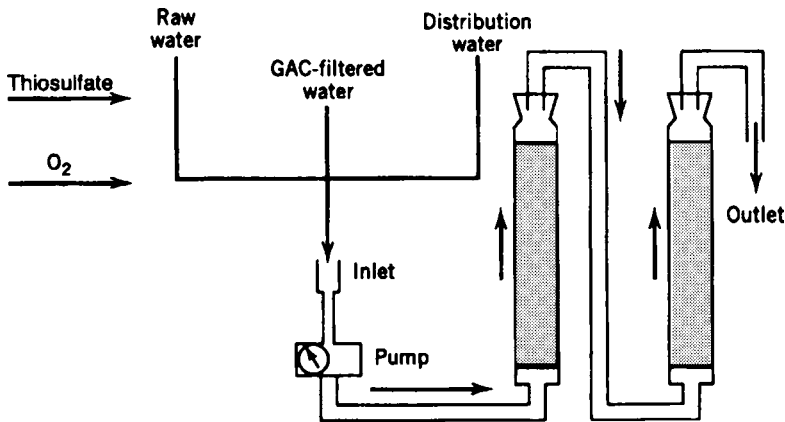 Raw
water
Distribution
water
GAC-filtered
water
Thiosulfate
O₂
Inlet
Pump
Outlet